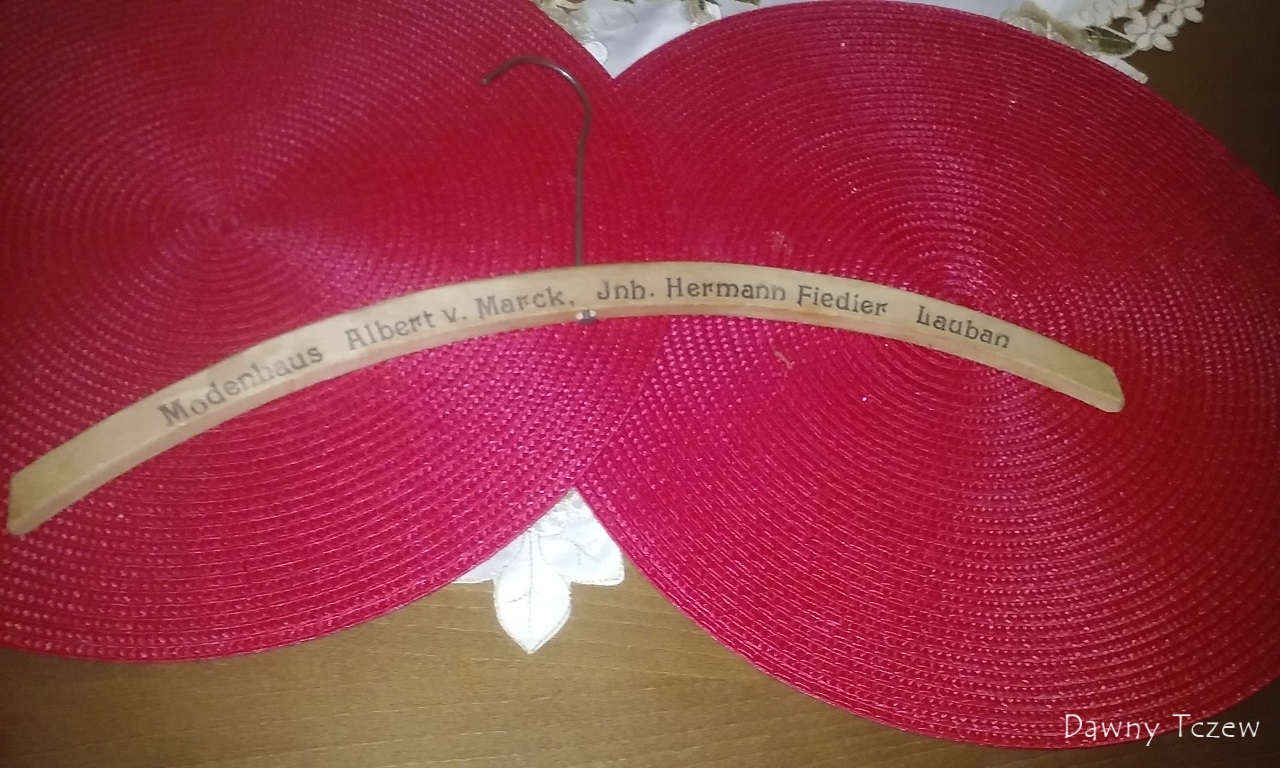 Modenhaus Albert v. Marck, Jnh. Hermann Fiedler Lauban
Dawny Tczew